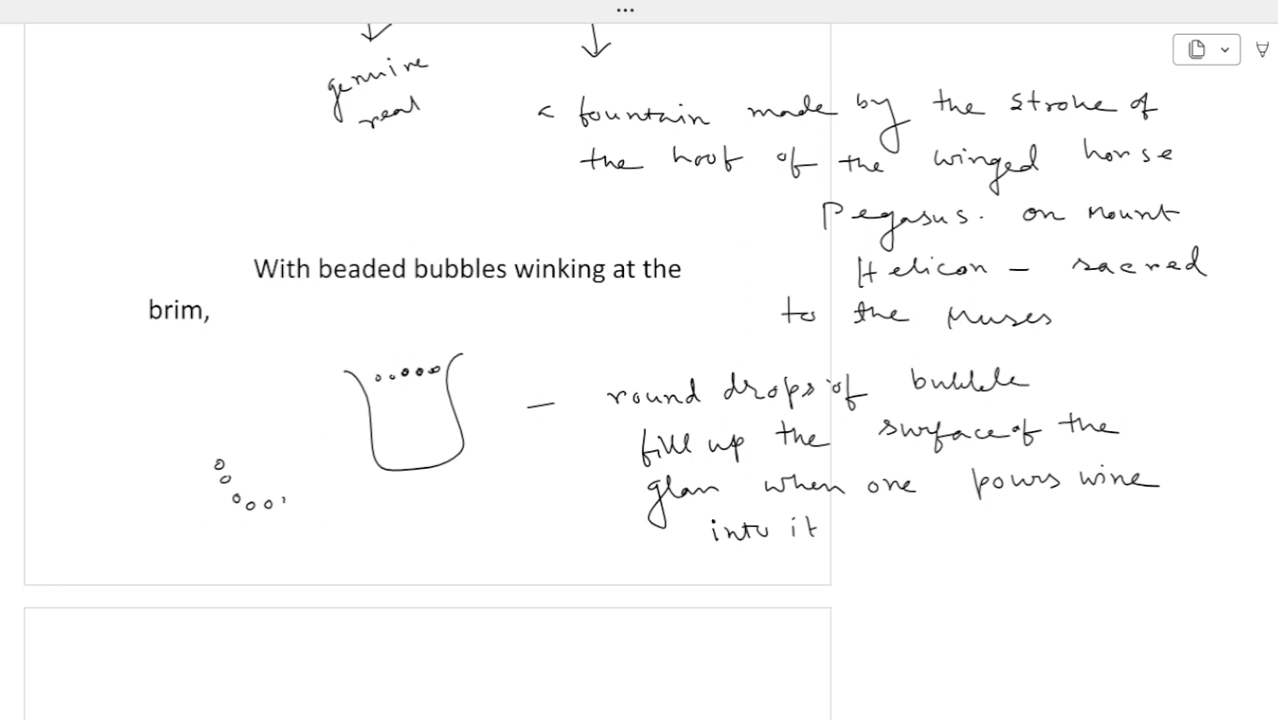 genuine
real
a fountain made by the stroke of
the hoof of the winged horse
Pegasus. on Mount
Helicon - sacred
to the Muses
With beaded bubbles winking at the
brim,
- round drops of bubble
fill up the surface of the
glass when one pours wine
into it